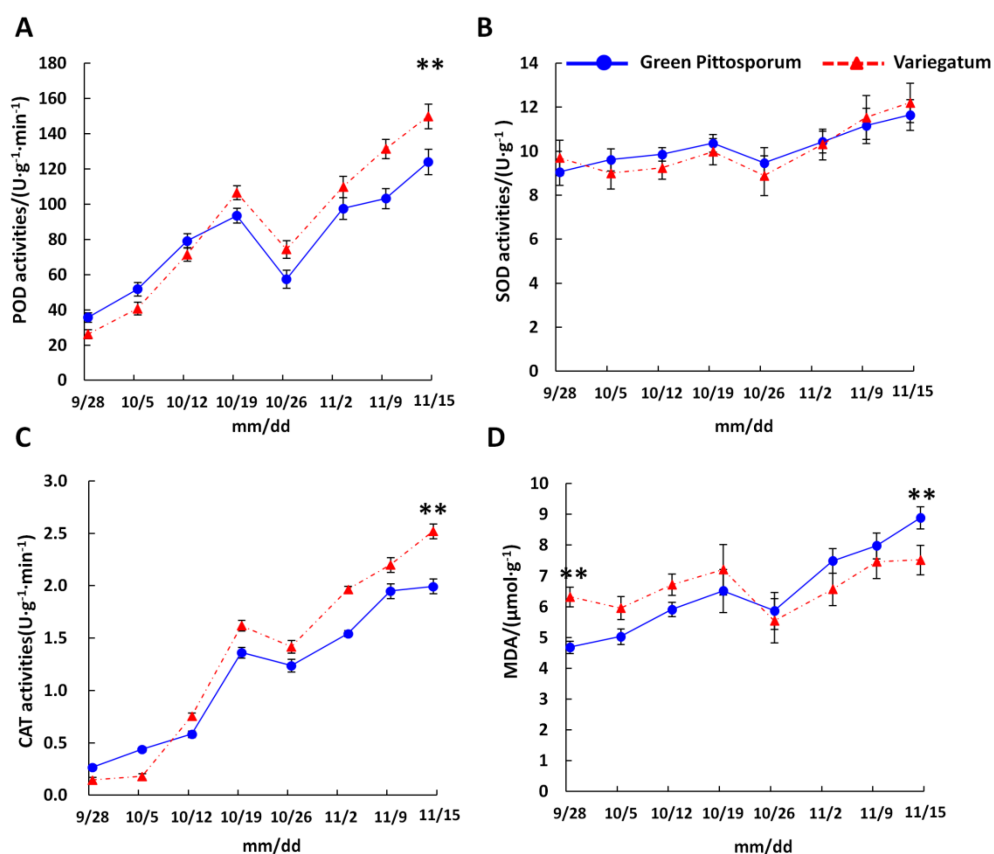 A
POD activities/(U·g⁻¹·min⁻¹)
180
160
140
120
100
80
60
40
20
0
**
9/28 10/5 10/12 10/19 10/26 11/2 11/9 11/15
mm/dd
B
Green Pittosporum Variegatum
SOD activities/(U·g⁻¹ )
14
12
10
8
6
4
2
0
9/28 10/5 10/12 10/19 10/26 11/2 11/9 11/15
mm/dd
C
CAT activities(U·g⁻¹·min⁻¹)
3.0
2.5
2.0
1.5
1.0
0.5
0.0
**
9/28 10/5 10/12 10/19 10/26 11/2 11/9 11/15
mm/dd
D
MDA/(μmol·g⁻¹)
10
9
8
7
6
5
4
3
2
1
0
**
**
9/28 10/5 10/12 10/19 10/26 11/2 11/9 11/15
mm/dd